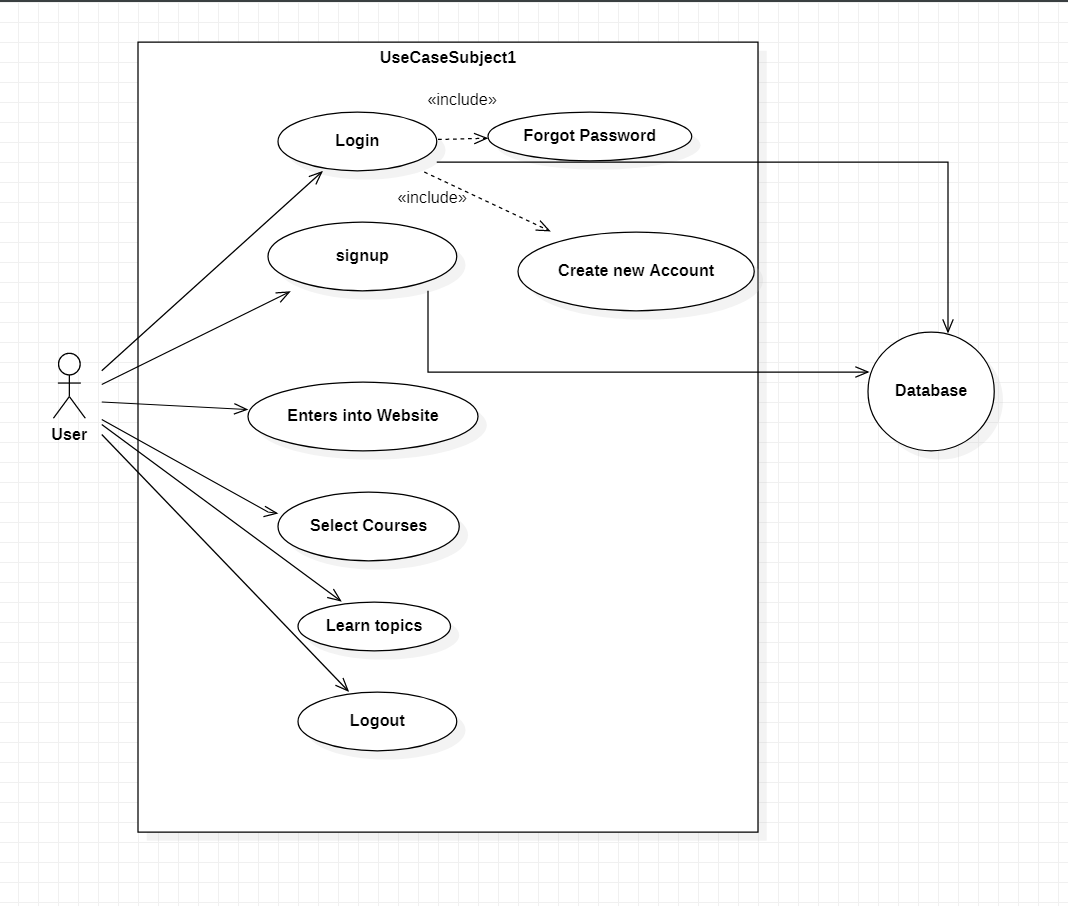 UseCaseSubject1
«include»
Login
Forgot Password
«include»
signup
Create new Account
Database
Enters into Website
User
Select Courses
Learn topics
Logout